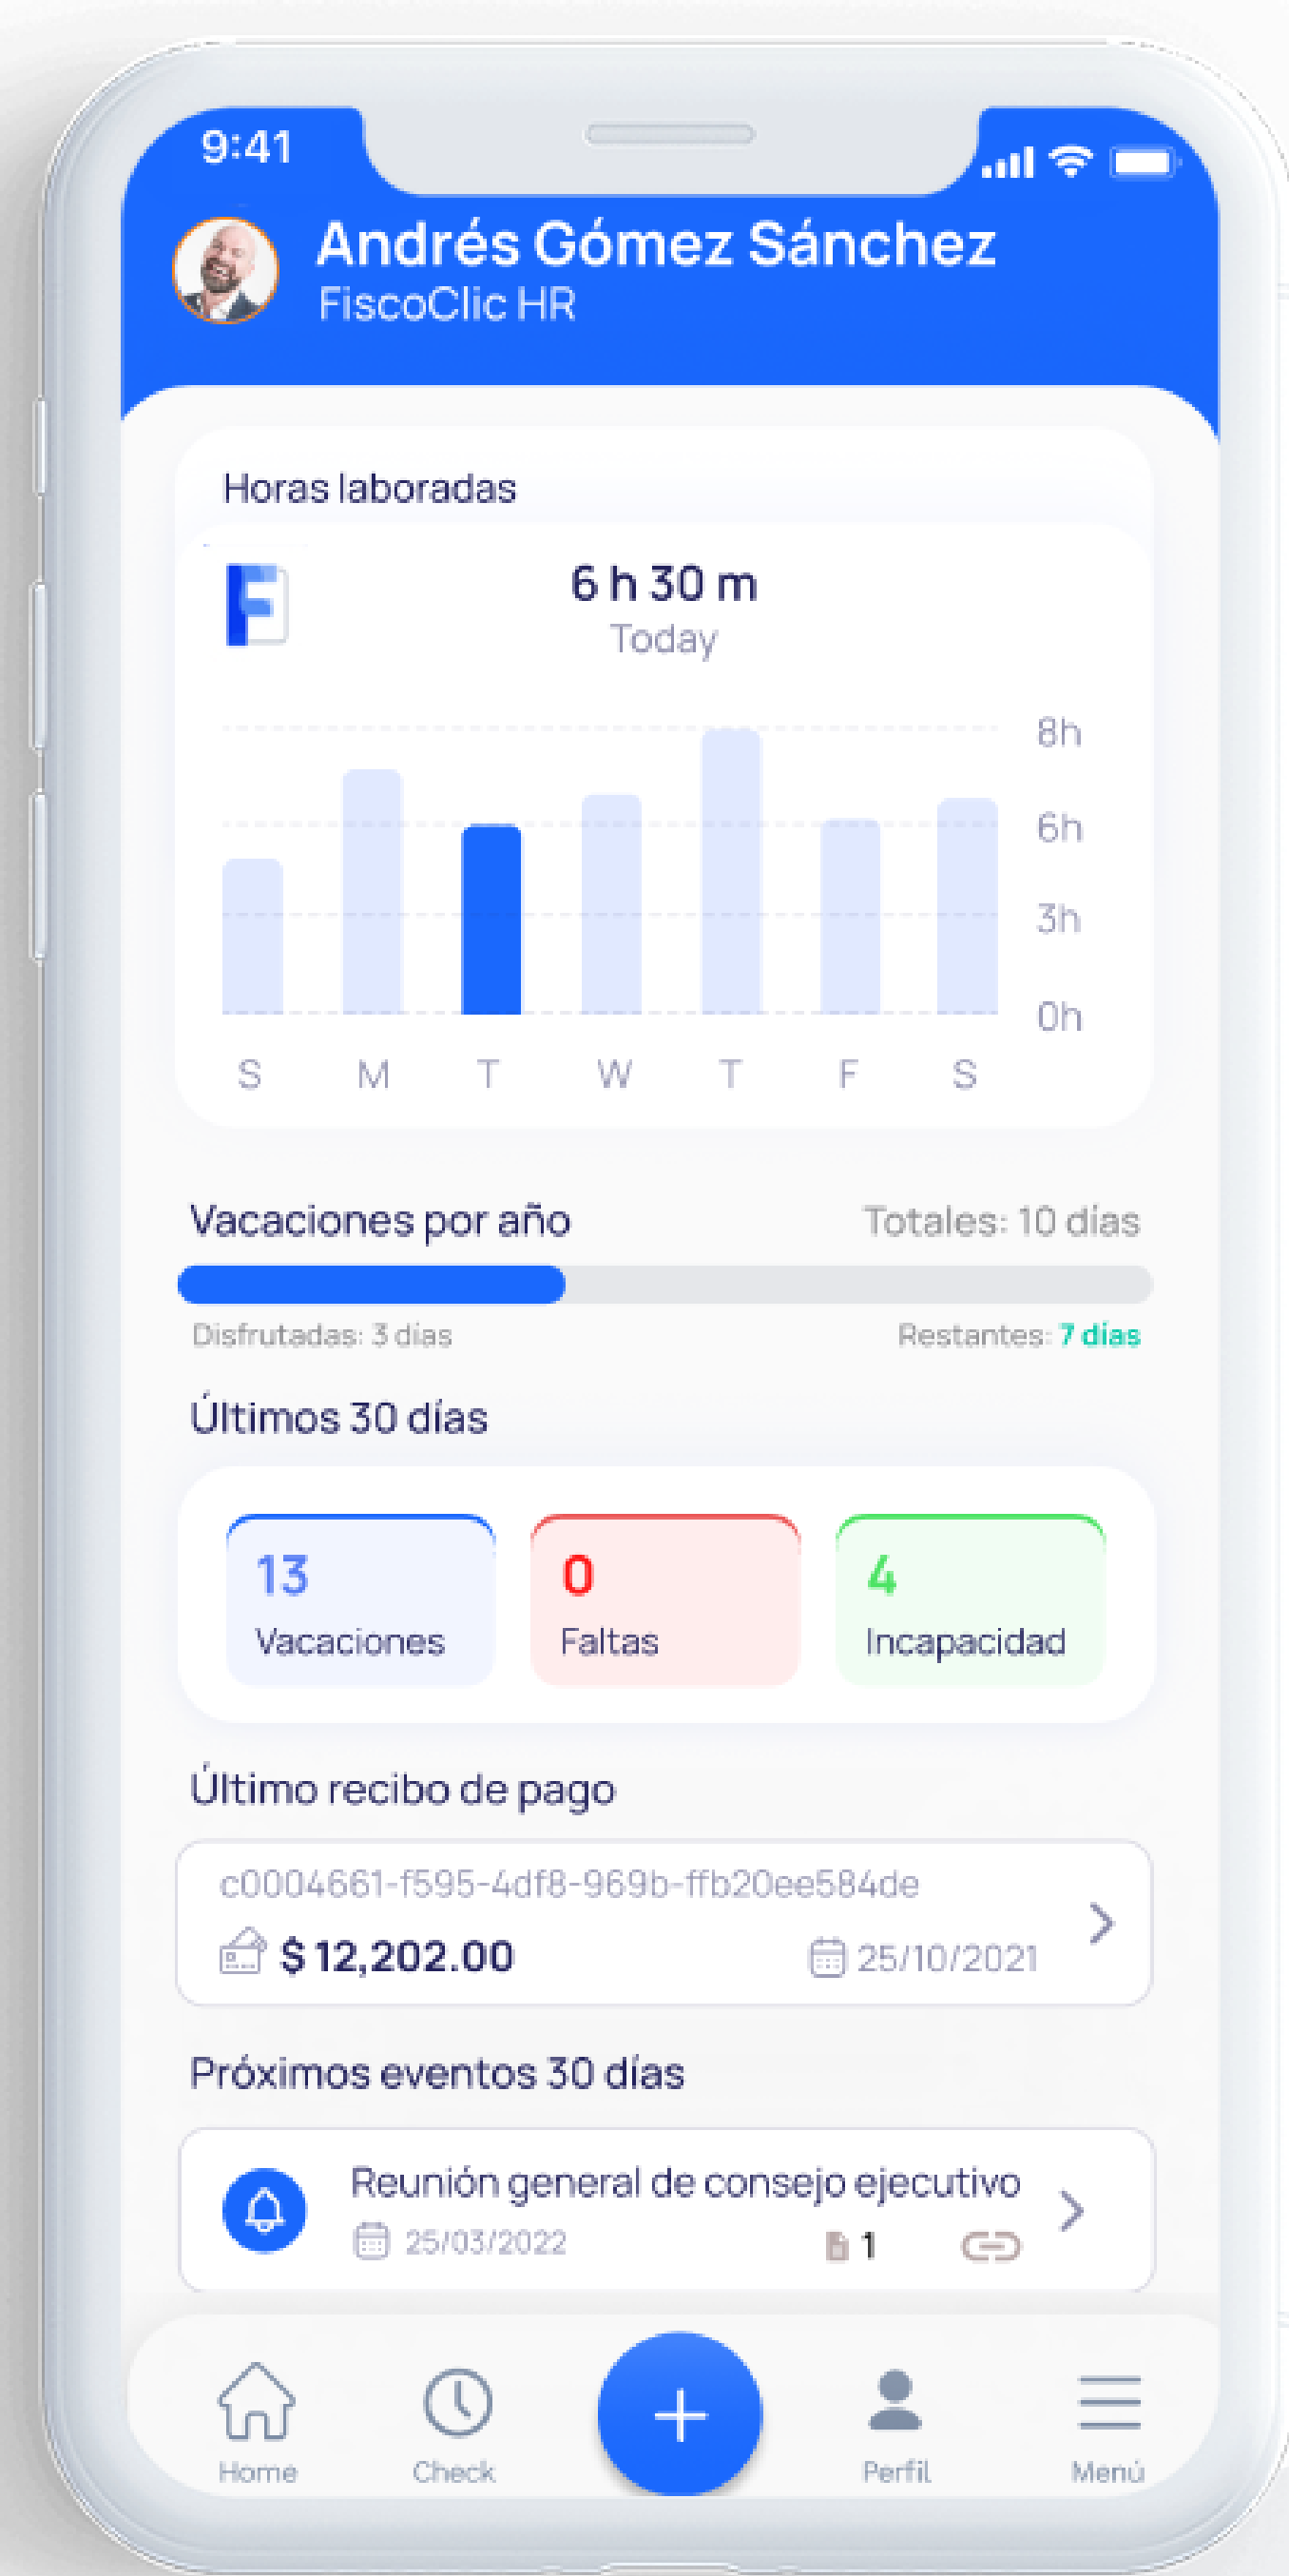 9:41
Andrés Gómez Sánchez
FiscoClic HR
Horas laboradas
F
6 h 30 m
Today
8h
6h
3h
0h
S M T W T F S
Vacaciones por año Totales: 10 días
Disfrutadas: 3 días Restantes: 7 días
Últimos 30 días
13 0 4
Vacaciones Faltas Incapacidad
Último recibo de pago
c0004661-f595-4df8-969b-ffb20ee584de
$ 12,202.00 25/10/2021
Próximos eventos 30 días
Reunión general de consejo ejecutivo
25/03/2022 1
Home Check Perfil Menú